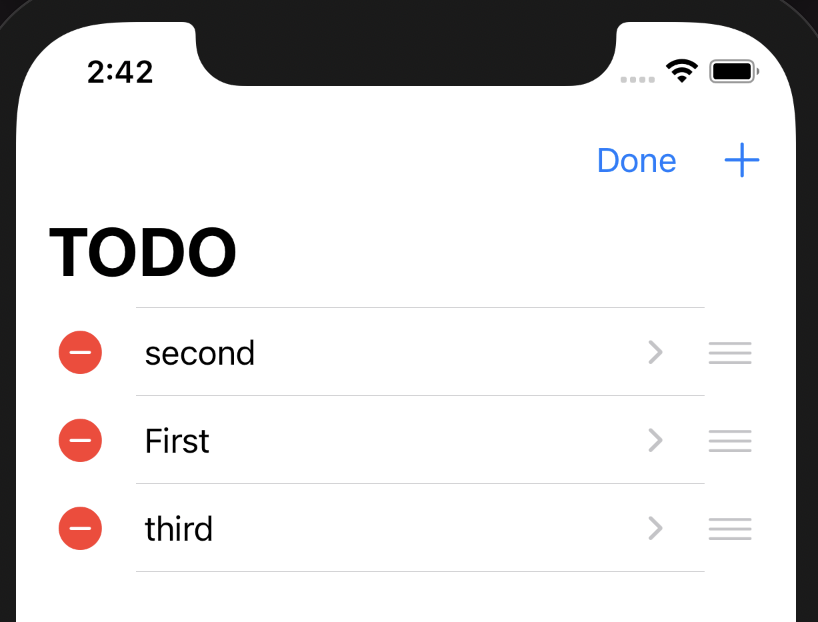 2:42
Done +
TODO
second
First
third